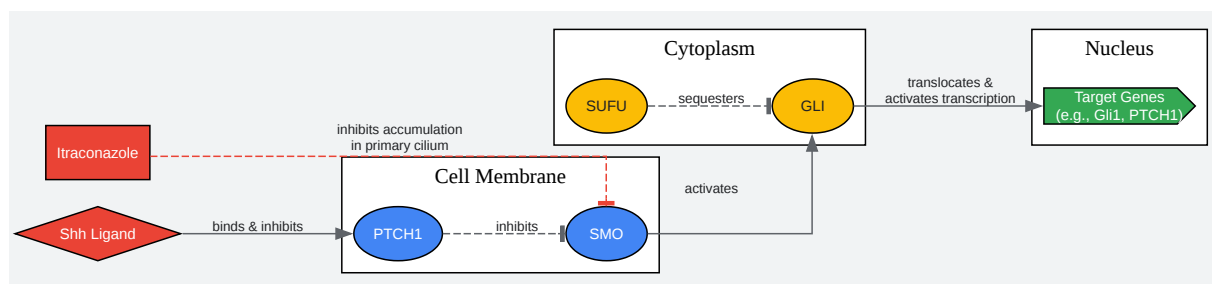 Cytoplasm
Nucleus
SUFU
sequesters
GLI
translocates &
activates transcription
Target Genes
(e.g., Gli1, PTCH1)
Itraconazole
inhibits accumulation
in primary cilium
Cell Membrane
activates
Shh Ligand
binds & inhibits
PTCH1
inhibits
SMO